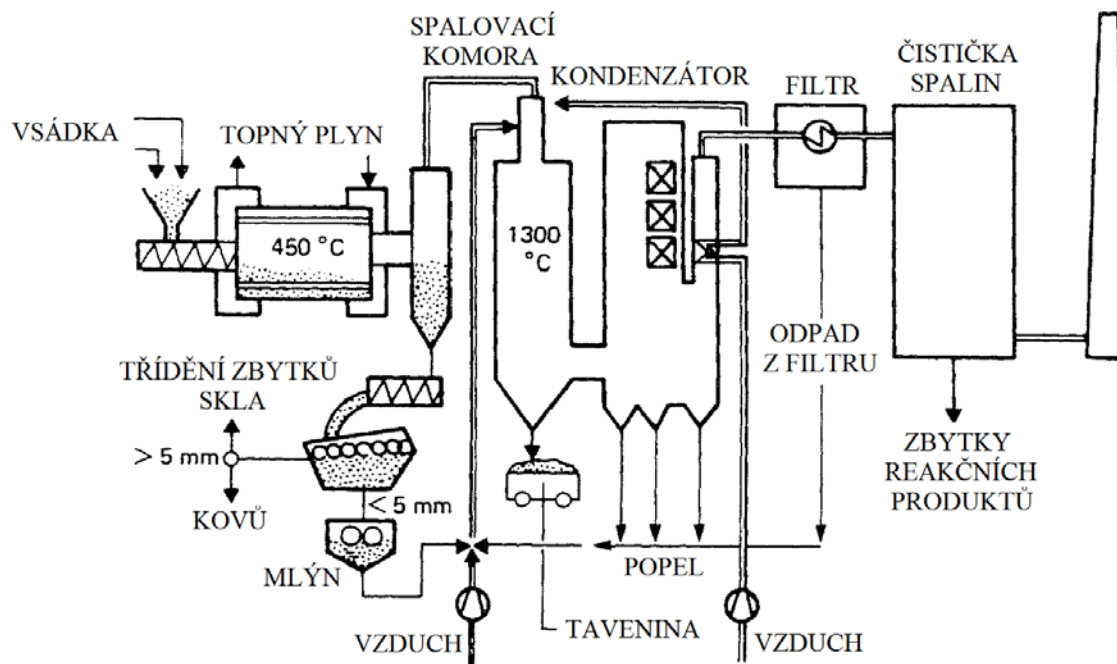 SPALOVACÍ
KOMORA
KONDENZÁTOR
FILTR
ČISTIČKA
SPALIN
VSÁDKA
TOPNÝ PLYN
450 °C
1300
°C
ODPAD
Z FILTRU
TŘÍDĚNÍ ZBYTKŮ
SKLA
> 5 mm
KOVŮ
< 5 mm
ZBYTKY
REAKČNÍCH
PRODUKTŮ
MLÝN
POPEL
VZDUCH
TAVENINA
VZDUCH